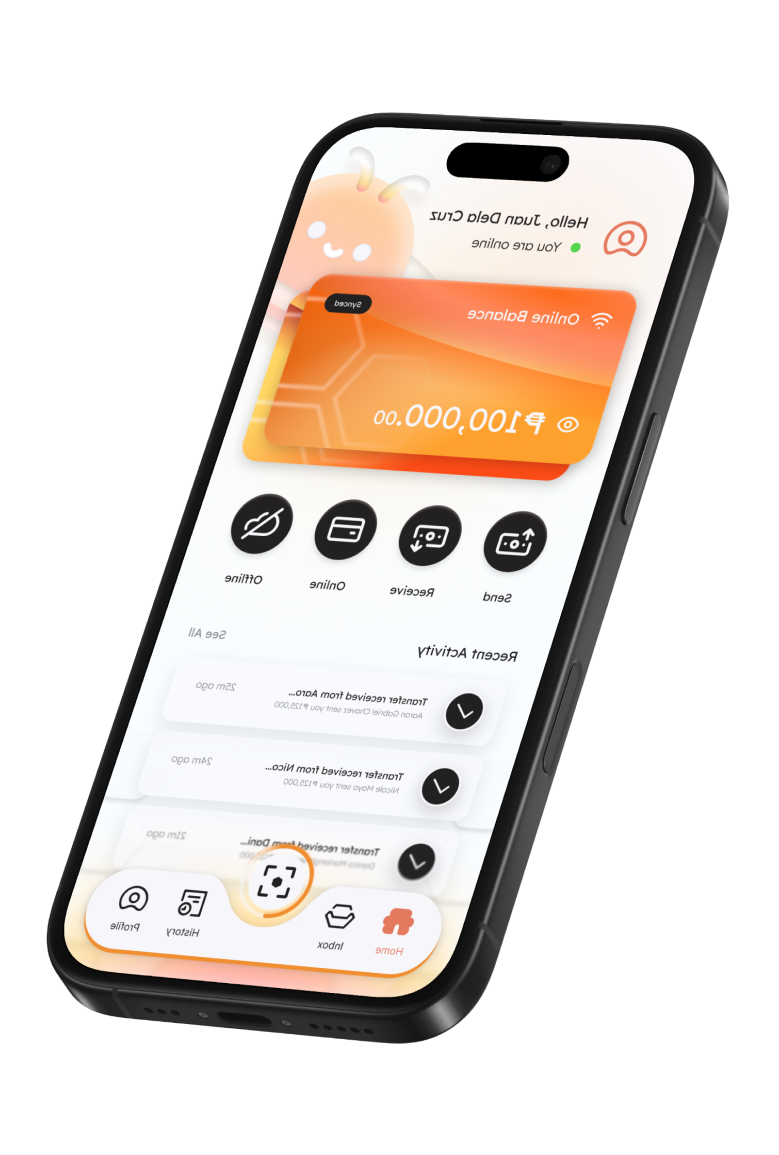 Hello, Juan Dela Cruz
You are online
Online Balance
Synced
₱100,000.00
Send
Receive
Online
Offline
Recent Activity
See All
Transfer received from Aaro...
Aaron Gabriel Chavez sent you ₱125,000
25m ago
Transfer received from Nico...
Nicole Mayo sent you ₱125,000
24m ago
Transfer received from Dani...
21m ago
Home
Inbox
History
Profile